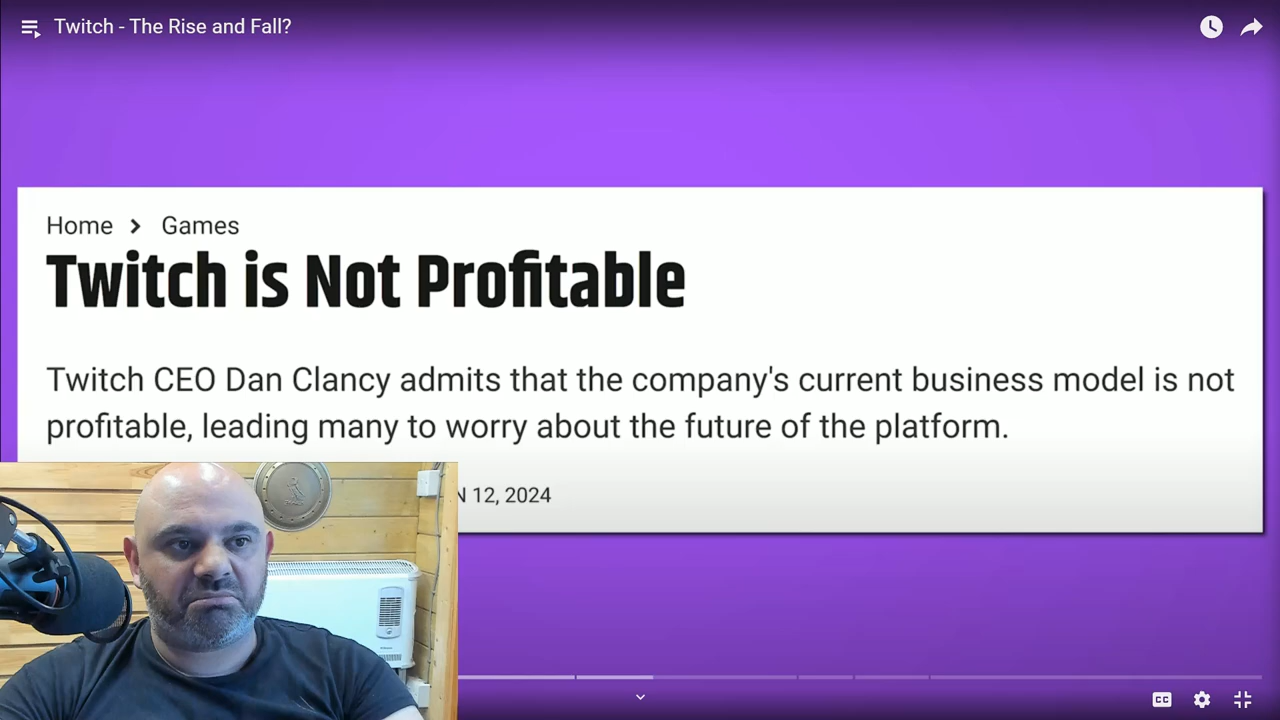 Twitch - The Rise and Fall?
Home > Games
Twitch is Not Profitable
Twitch CEO Dan Clancy admits that the company's current business model is not
profitable, leading many to worry about the future of the platform.
N 12, 2024
CC